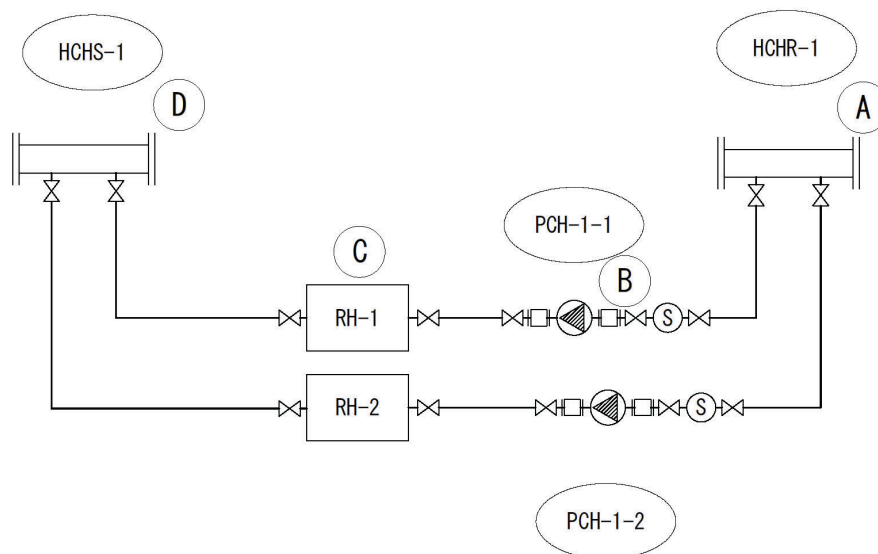 HCHS-1
HCHR-1
D
A
PCH-1-1
C
B
RH-1
S
RH-2
S
PCH-1-2